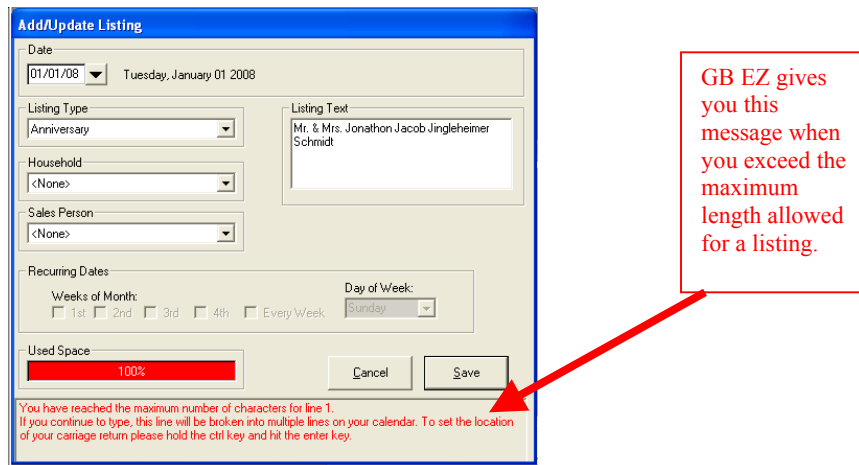 Add/Update Listing
Date
01/01/08
Tuesday, January 01 2008
Listing Type
Anniversary
Listing Text
Mr. & Mrs. Jonathon Jacob Jingleheimer
Schmidt
Household
<None>
Sales Person
<None>
Recurring Dates
Weeks of Month:
1st 2nd 3rd 4th Every Week
Day of Week:
Sunday
Used Space
100%
Cancel
Save
You have reached the maximum number of characters for line 1.
If you continue to type, this line will be broken into multiple lines on your calendar. To set the location
of your carriage return please hold the ctrl key and hit the enter key.
GB EZ gives
you this
message when
you exceed the
maximum
length allowed
for a listing.